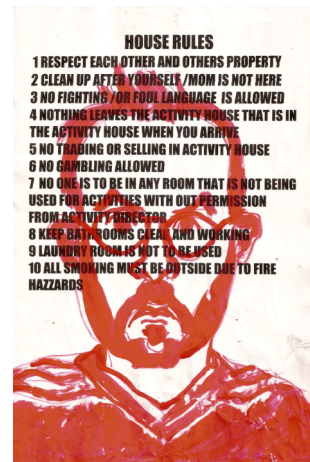 HOUSE RULES
1 RESPECT EACH OTHER AND OTHERS PROPERTY
2 CLEAN UP AFTER YOURSELF /MOM IS NOT HERE
3 NO FIGHTING /OR FOUL LANGUAGE IS ALLOWED
4 NOTHING LEAVES THE ACTIVITY HOUSE THAT IS IN
THE ACTIVITY HOUSE WHEN YOU ARRIVE
5 NO TRADING OR SELLING IN ACTIVITY HOUSE
6 NO GAMBLING ALLOWED
7 NO ONE IS TO BE IN ANY ROOM THAT IS NOT BEING
USED FOR ACTIVITIES WITH OUT PERMISSION
FROM ACTIVITY DIRECTOR
8 KEEP BATHROOMS CLEAN AND WORKING
9 LAUNDRY ROOM IS NOT TO BE USED
10 ALL SMOKING MUST BE OUTSIDE DUE TO FIRE
HAZZARDS